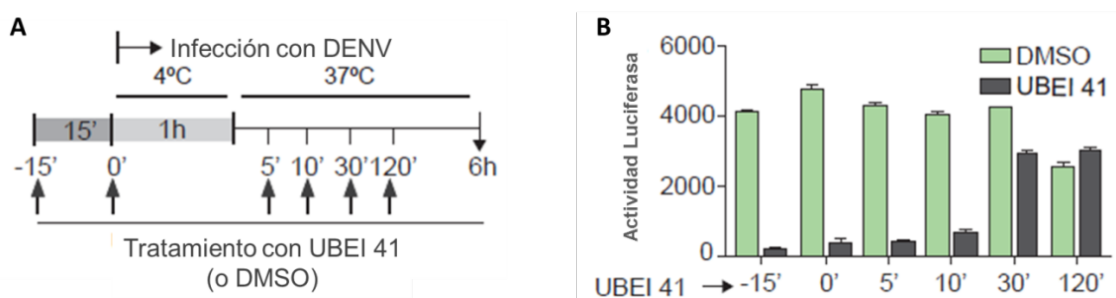 A
Infección con DENV
4ºC 37ºC
15' 1h
-15' 0' 5' 10' 30' 120' 6h
Tratamiento con UBEI 41
(o DMSO)
B
Actividad Luciferasa
6000
4000
2000
0
DMSO
UBEI 41
UBEI 41 → -15' 0' 5' 10' 30' 120'